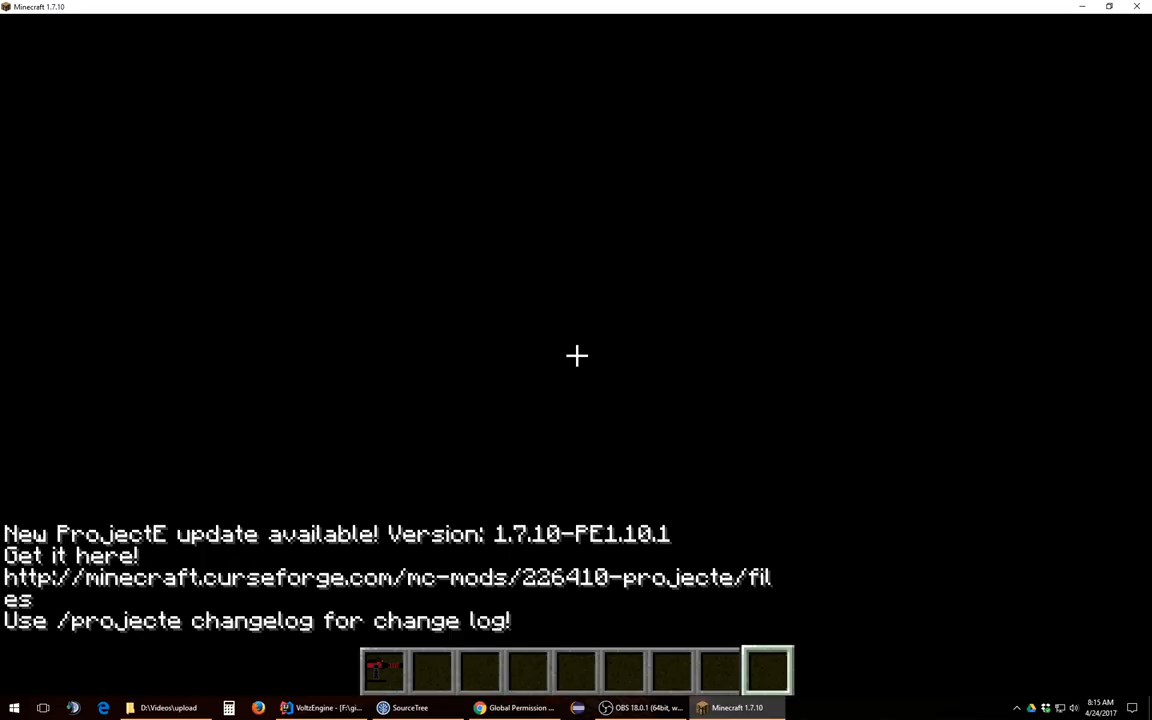 Minecraft 1.7.10
New ProjectE update available! Version: 1.7.10-PE1.10.1
Get it here!
http://minecraft.curseforge.com/mc-mods/226410-projecte/fil
es
Use /projecte changelog for change log!
D:\Videos\upload
VoltzEngine - [F:\gi...
SourceTree
Global Permission ...
OBS 18.0.1 (64bit, w...
Minecraft 1.7.10
8:15 AM
4/24/2017